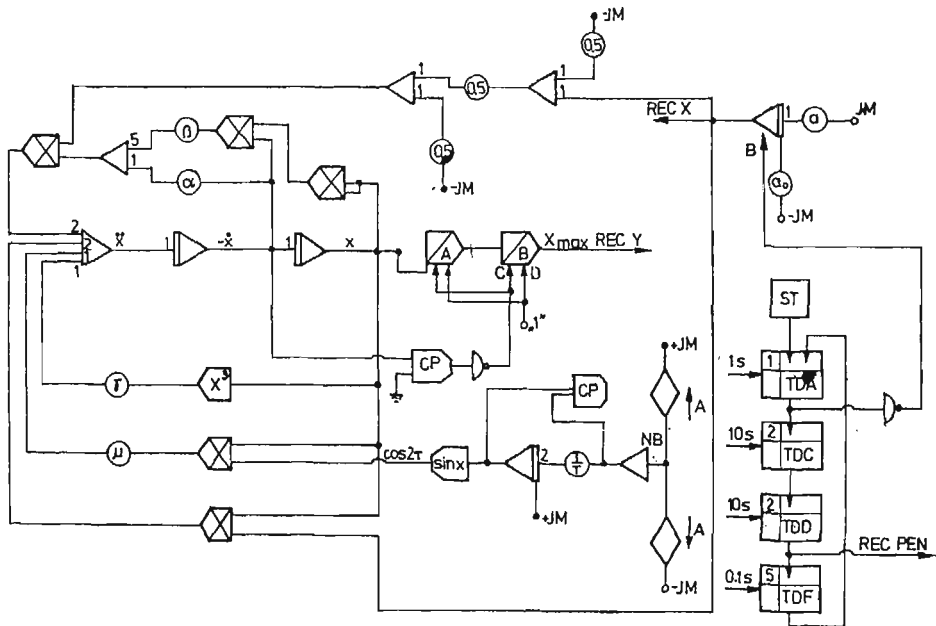 -JM
0.5
1
1
0.5
1
1
REC X
1
a
JM
B
0.5
-JM
a₀
-JM
5
β
1
α
2
2
1
1
ẍ
1
-ẋ
1
x
A
B
Xmax REC Y
C
D
"1"
ST
CP
+JM
1s
1
TDA
γ
X³
CP
A
NB
10s
2
TDC
μ
cos2τ
sinx
2
1/T
+JM
A
10s
2
TDD
-JM
REC PEN
0.1s
5
TDF